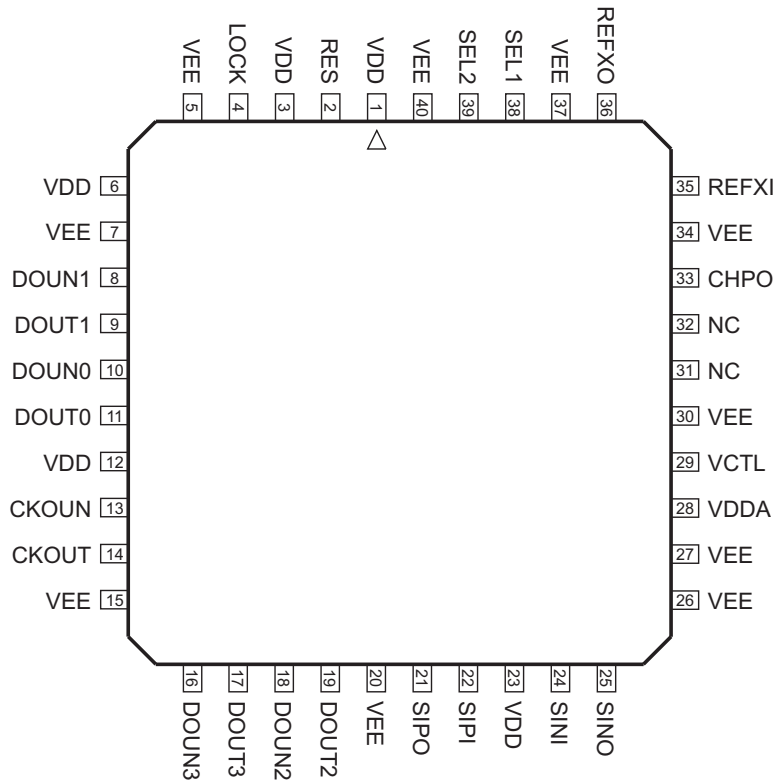 VEE LOCK VDD RES VDD VEE SEL2 SEL1 VEE REFXO
5 4 3 2 1 40 39 38 37 36
VDD 6
VEE 7
DOUN1 8
DOUT1 9
DOUN0 10
DOUT0 11
VDD 12
CKOUN 13
CKOUT 14
VEE 15
35 REFXI
34 VEE
33 CHPO
32 NC
31 NC
30 VEE
29 VCTL
28 VDDA
27 VEE
26 VEE
16 17 18 19 20 21 22 23 24 25
DOUN3 DOUT3 DOUN2 DOUT2 VEE SIPO SIPI VDD SINI SINO